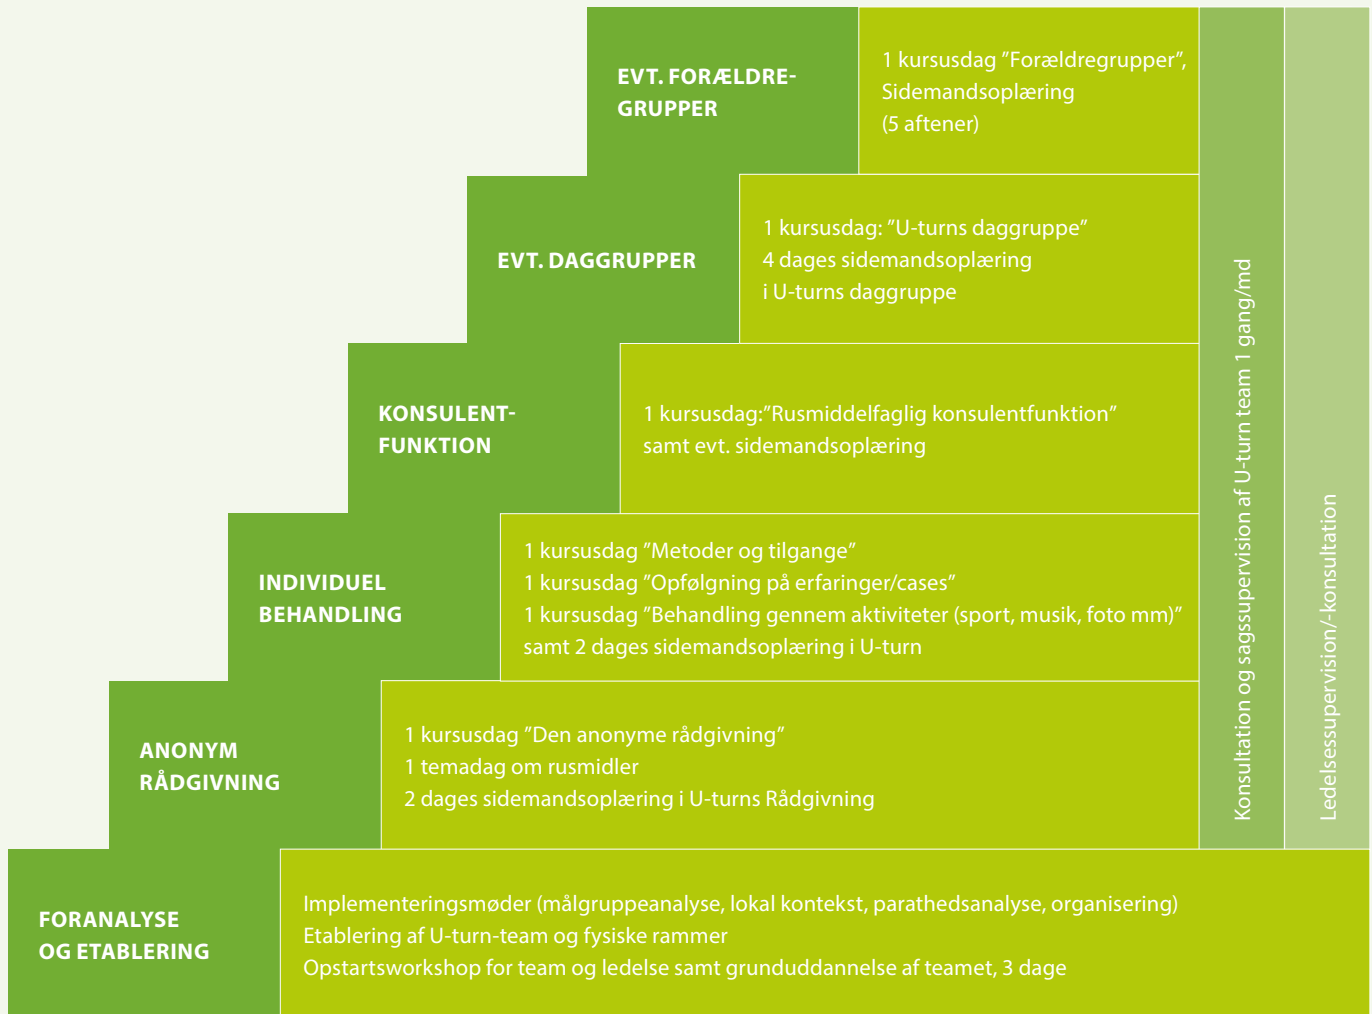 EVT. FORÆLDRE-
GRUPPER
1 kursusdag ”Forældregrupper”,
Sidemandsoplæring
(5 aftener)
EVT. DAGGRUPPER
1 kursusdag: ”U-turns daggruppe”
4 dages sidemandsoplæring
i U-turns daggruppe
KONSULENT-
FUNKTION
1 kursusdag:”Rusmiddelfaglig konsulentfunktion”
samt evt. sidemandsoplæring
INDIVIDUEL
BEHANDLING
1 kursusdag ”Metoder og tilgange”
1 kursusdag ”Opfølgning på erfaringer/cases”
1 kursusdag ”Behandling gennem aktiviteter (sport, musik, foto mm)”
samt 2 dages sidemandsoplæring i U-turn
ANONYM
RÅDGIVNING
1 kursusdag ”Den anonyme rådgivning”
1 temadag om rusmidler
2 dages sidemandsoplæring i U-turns Rådgivning
FORANALYSE
OG ETABLERING
Implementeringsmøder (målgruppeanalyse, lokal kontekst, parathedsanalyse, organisering)
Etablering af U-turn-team og fysiske rammer
Opstartsworkshop for team og ledelse samt grunduddannelse af teamet, 3 dage
Konsultation og sagssupervision af U-turn team 1 gang/md
Ledelsessupervision/-konsultation